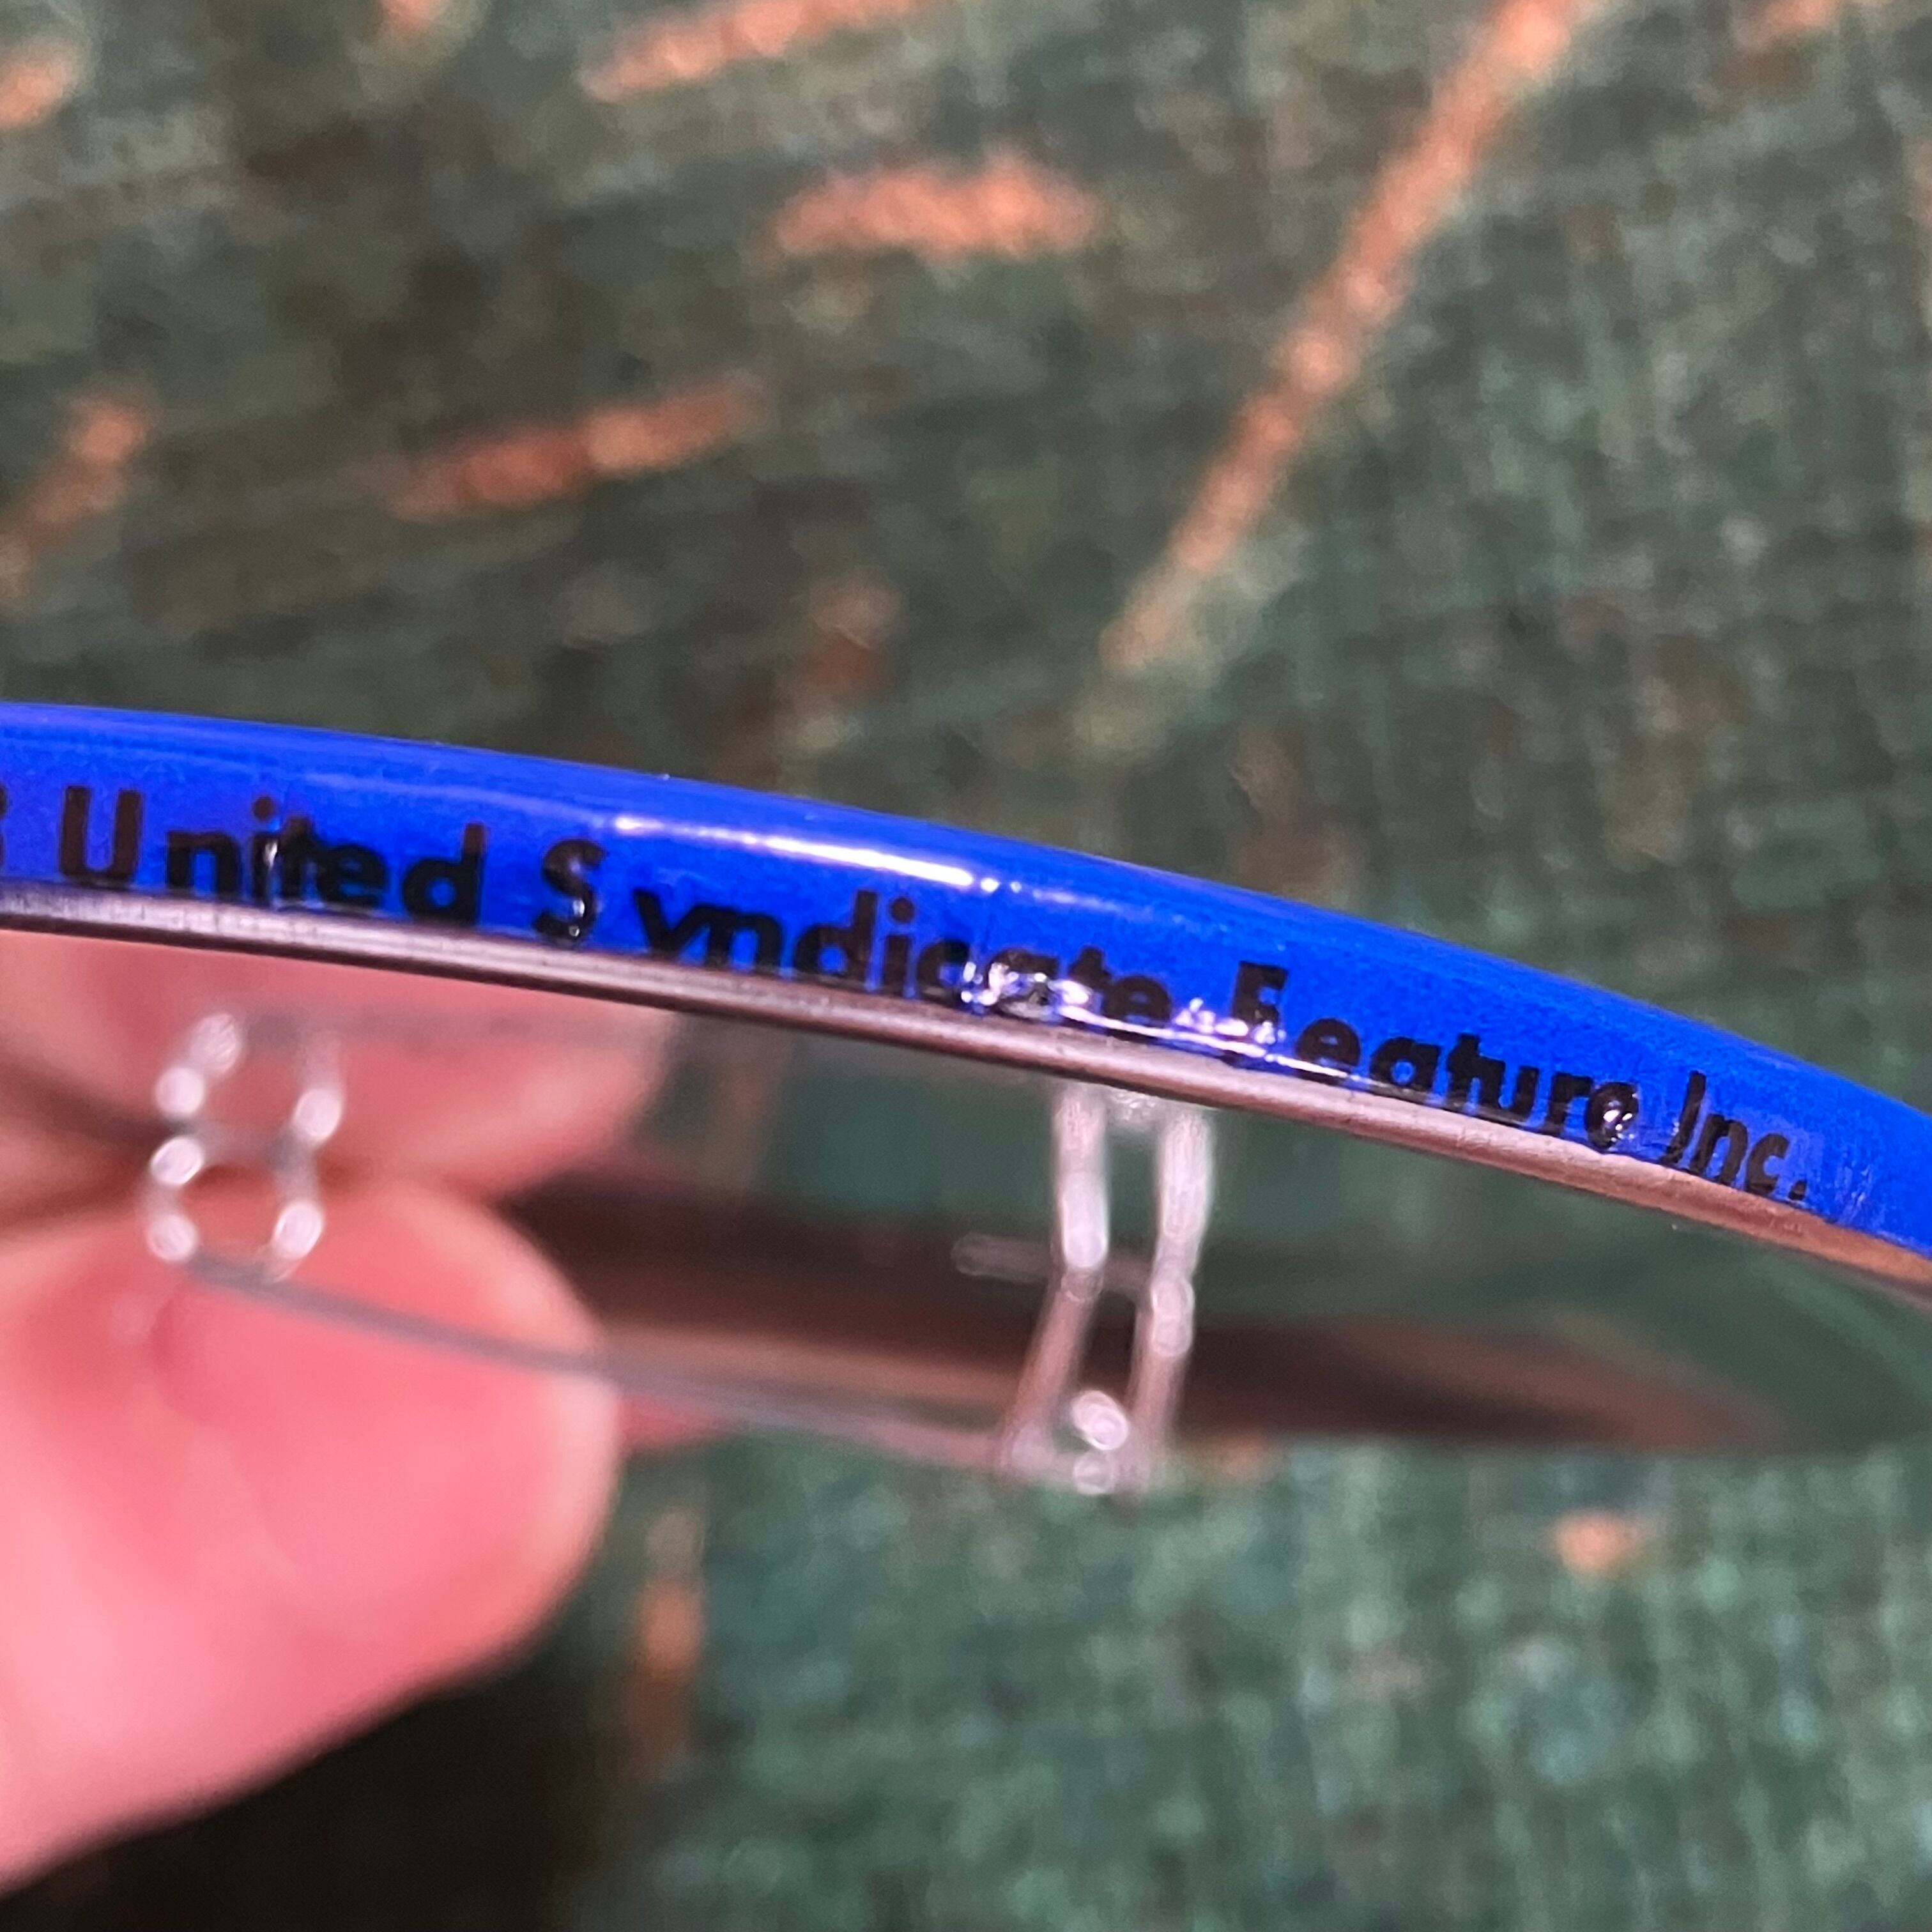 United Syndicate Feature Inc.